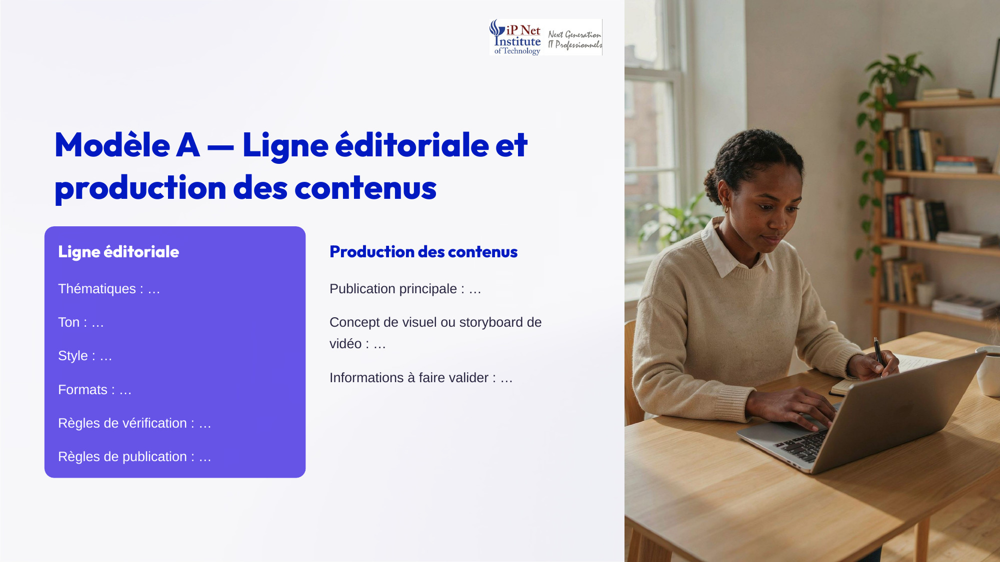 iP Net
Institute
of Technology
Next Generation
IT Professionnels
Modèle A — Ligne éditoriale et
production des contenus
Ligne éditoriale
Thématiques : …
Ton : …
Style : …
Formats : …
Règles de vérification : …
Règles de publication : …
Production des contenus
Publication principale : …
Concept de visuel ou storyboard de
vidéo : …
Informations à faire valider : …